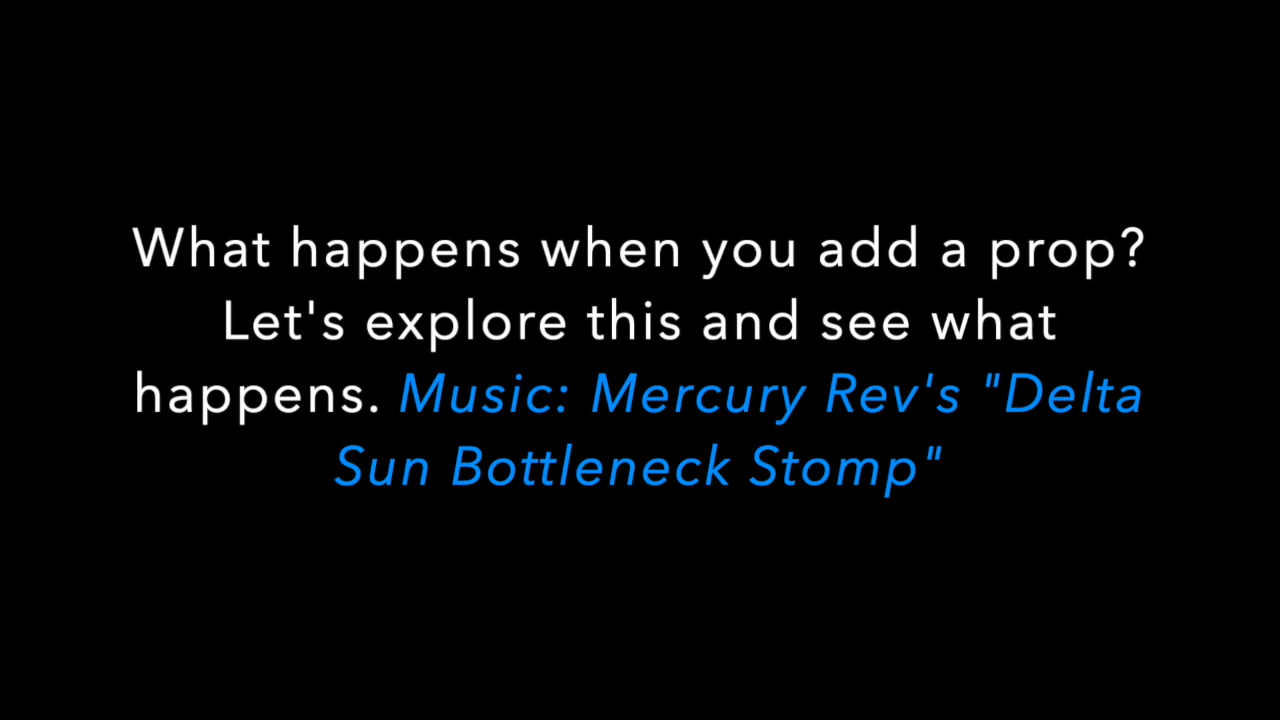 What happens when you add a prop?
Let's explore this and see what
happens. Music: Mercury Rev's "Delta
Sun Bottleneck Stomp"